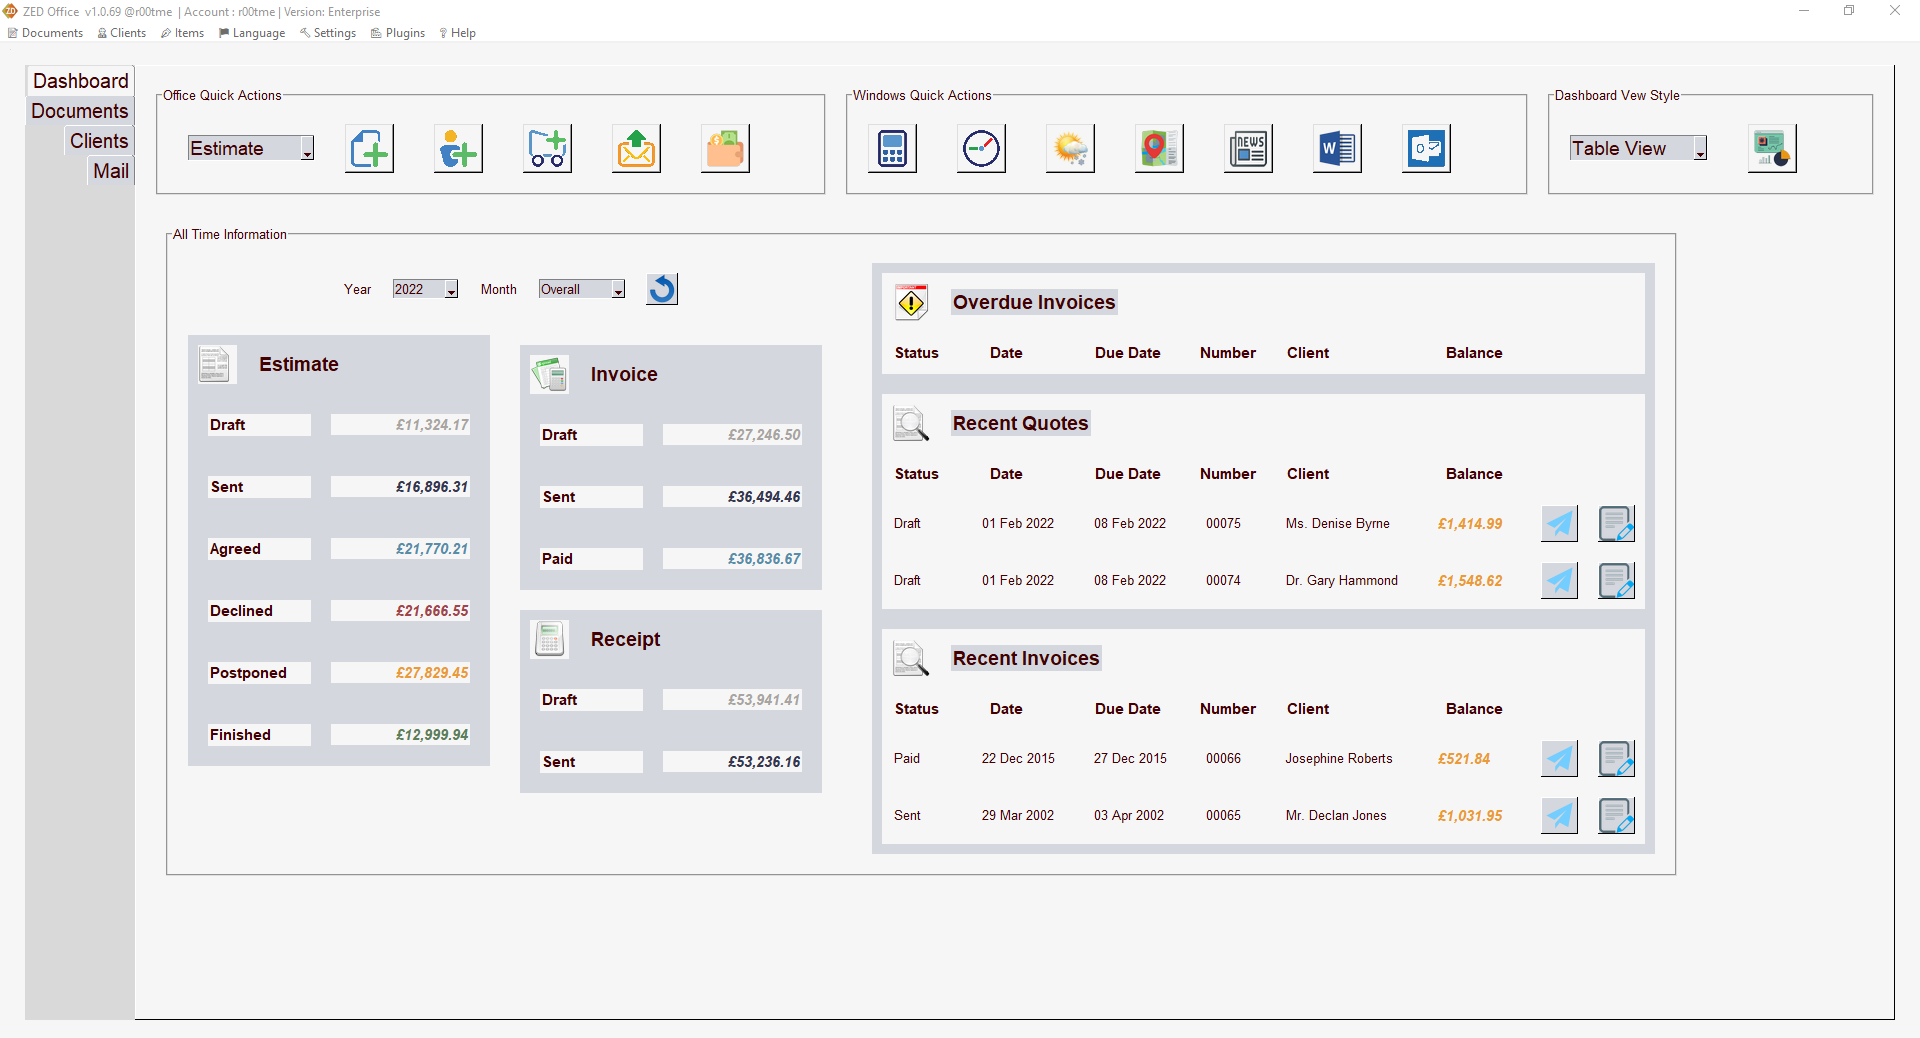 ZED Office v1.0.69 @r00tme | Account : r00tme | Version: Enterprise
Documents Clients Items Language Settings Plugins Help
Dashboard
Documents
Clients
Mail
Office Quick Actions
Estimate
Windows Quick Actions
NEWS
Dashboard Vew Style
Table View
All Time Information
Year 2022 Month Overall
Estimate
Draft £11,324.17
Sent £16,896.31
Agreed £21,770.21
Declined £21,666.55
Postponed £27,829.45
Finished £12,999.94
Invoice
Draft £27,246.50
Sent £36,494.46
Paid £36,836.67
Receipt
Draft £53,941.41
Sent £53,236.16
Overdue Invoices
Status Date Due Date Number Client Balance
Recent Quotes
Status Date Due Date Number Client Balance
Draft 01 Feb 2022 08 Feb 2022 00075 Ms. Denise Byrne £1,414.99
Draft 01 Feb 2022 08 Feb 2022 00074 Dr. Gary Hammond £1,548.62
Recent Invoices
Status Date Due Date Number Client Balance
Paid 22 Dec 2015 27 Dec 2015 00066 Josephine Roberts £521.84
Sent 29 Mar 2002 03 Apr 2002 00065 Mr. Declan Jones £1,031.95